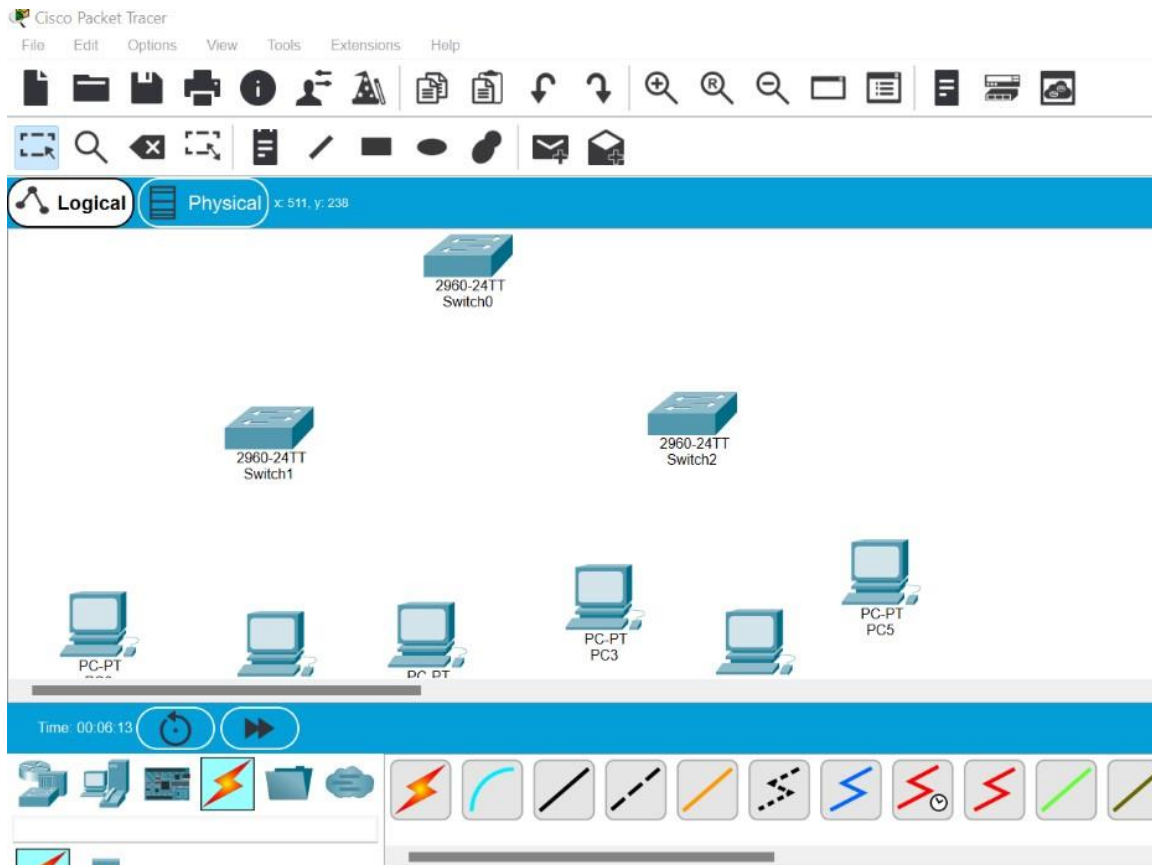 Cisco Packet Tracer
File Edit Options View Tools Extensions Help
R
Logical Physical x: 511, y: 238
2960-24TT
Switch0
2960-24TT
Switch1
2960-24TT
Switch2
PC-PT
PC5
PC-PT
PC3
PC-PT
PC-PT
Time: 00:06:13